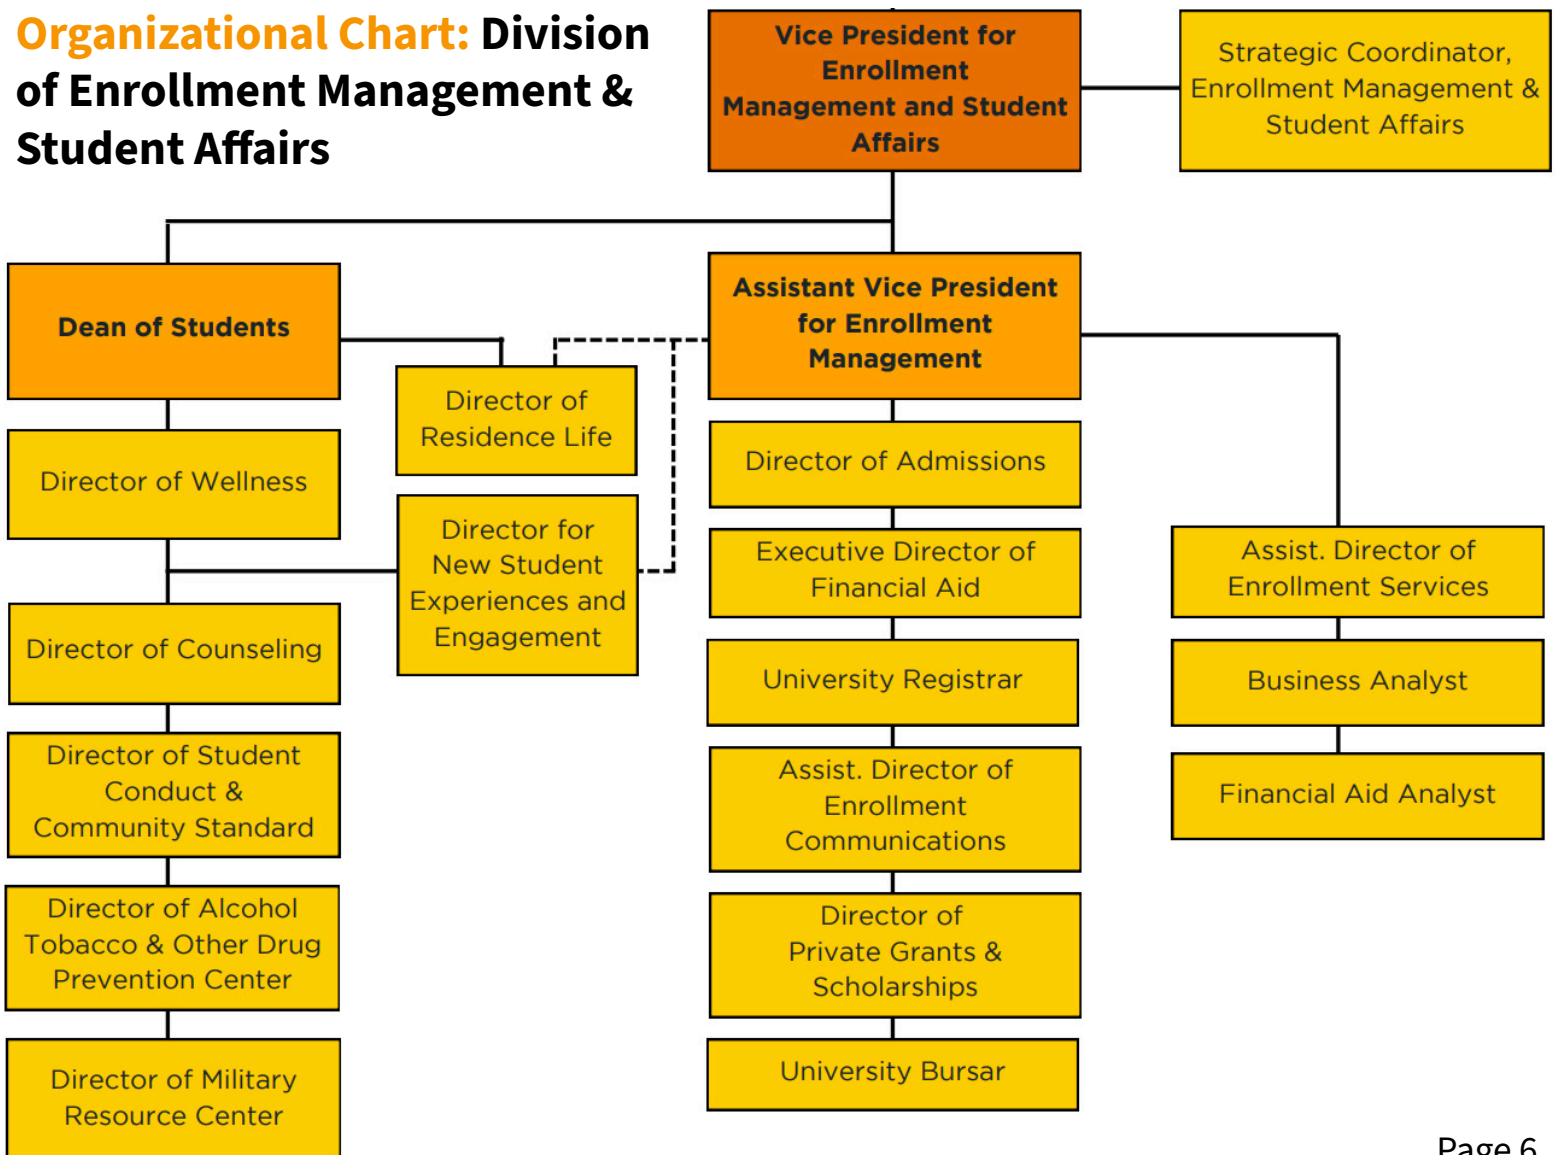 Organizational Chart: Division
of Enrollment Management &
Student Affairs
Vice President for
Enrollment
Management and Student
Affairs
Strategic Coordinator,
Enrollment Management &
Student Affairs
Dean of Students
Assistant Vice President
for Enrollment
Management
Director of
Residence Life
Director of Wellness
Director for
New Student
Experiences and
Engagement
Director of Counseling
Director of Student
Conduct &
Community Standard
Director of Alcohol
Tobacco & Other Drug
Prevention Center
Director of Military
Resource Center
Director of Admissions
Executive Director of
Financial Aid
University Registrar
Assist. Director of
Enrollment
Communications
Director of
Private Grants &
Scholarships
University Bursar
Assist. Director of
Enrollment Services
Business Analyst
Financial Aid Analyst
Page 6